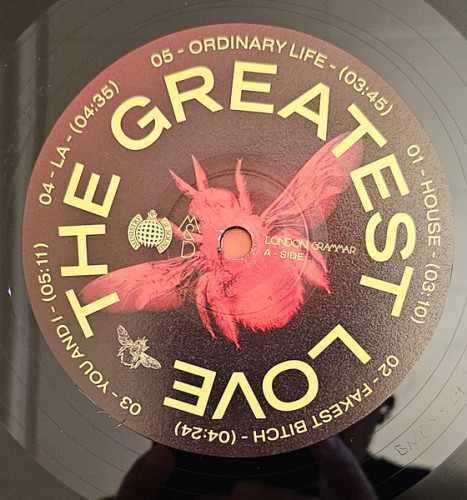 THE GREATEST LOVE
01 - HOUSE - (03:10)
02 - FAKEST BITCH - (04:24)
03 - YOU AND I - (05:11)
04 - LA - (04:35)
05 - ORDINARY LIFE - (03:45)
LONDON GRAMMAR
A - SIDE